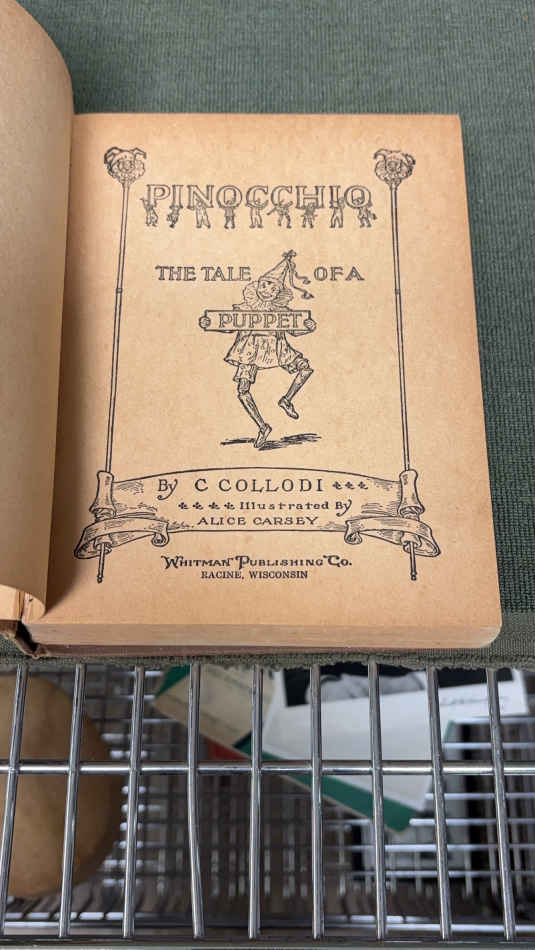 PINOCCHIO
THE TALE OF A
PUPPET
By C COLLODI
Illustrated By
ALICE CARSEY
WHITMAN PUBLISHING CO.
RACINE, WISCONSIN